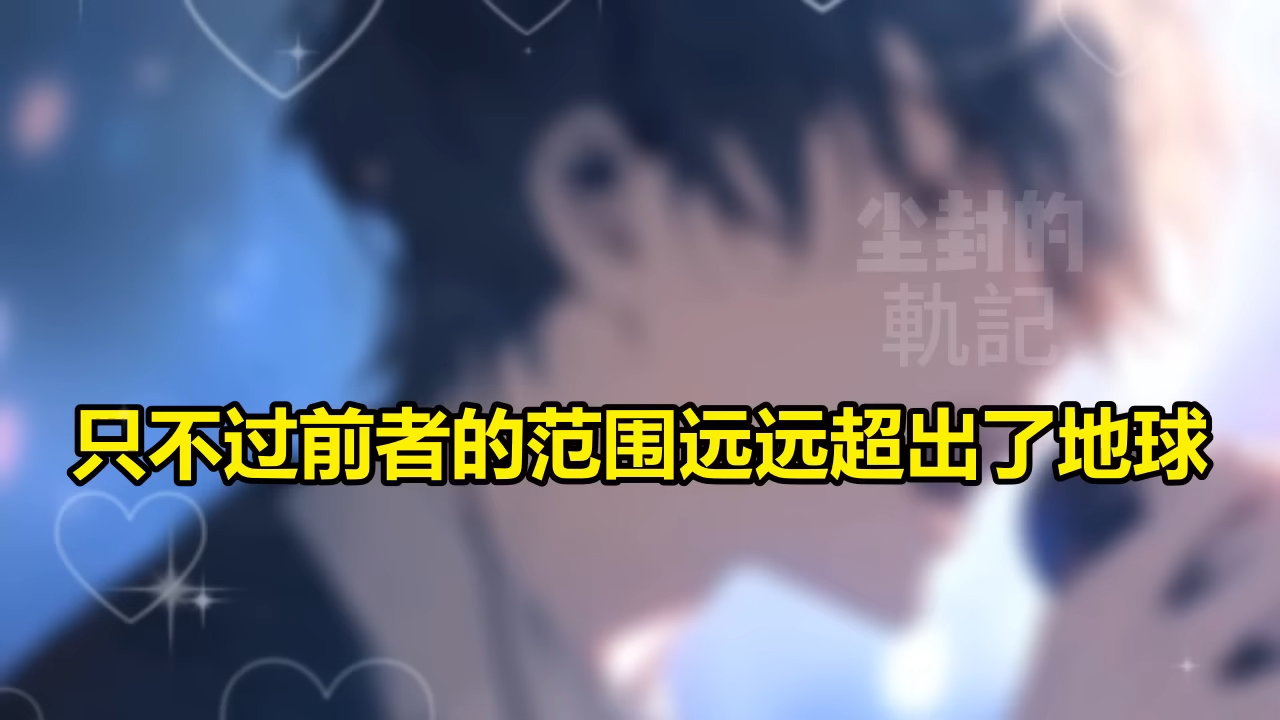 尘封的
軌記
只不过前者的范围远远超出了地球